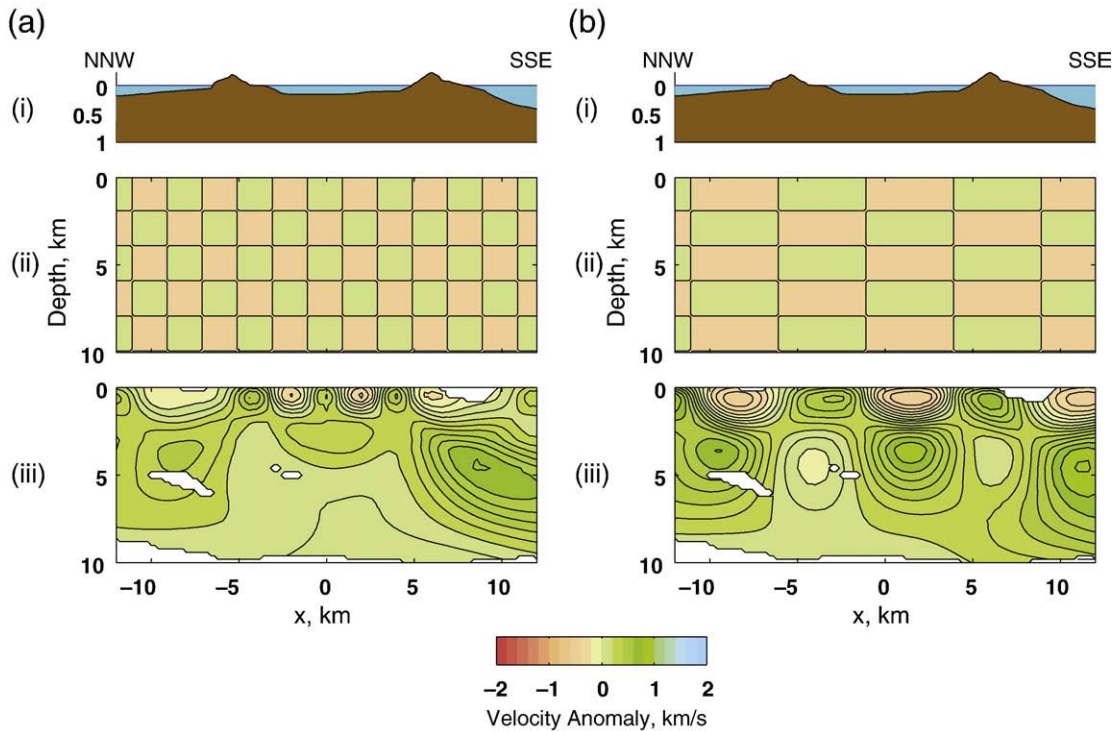 (a)
NNW SSE
(i)
0
0.5
1
(ii)
Depth, km
0
5
10
(iii)
0
5
10
−10 −5 0 5 10
x, km
(b)
NNW SSE
(i)
0
0.5
1
(ii)
Depth, km
0
5
10
(iii)
0
5
10
−10 −5 0 5 10
x, km
−2 −1 0 1 2
Velocity Anomaly, km/s